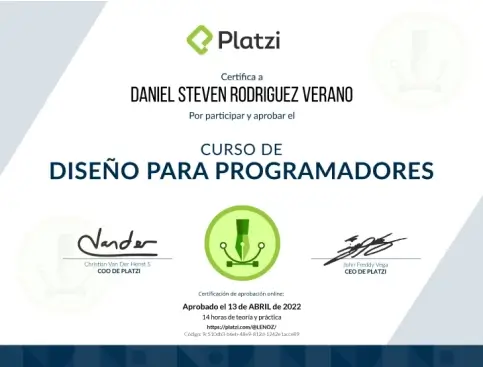 Platzi
Certifica a
DANIEL STEVEN RODRIGUEZ VERANO
Por participar y aprobar el
CURSO DE
DISEÑO PARA PROGRAMADORES
Christian Van Der Henst S
COO DE PLATZI
John Freddy Vega
CEO DE PLATZI
Certificación de aprobación online:
Aprobado el 13 de ABRIL de 2022
14 horas de teoría y práctica
https://platzi.com/@LENOZ/
Código: